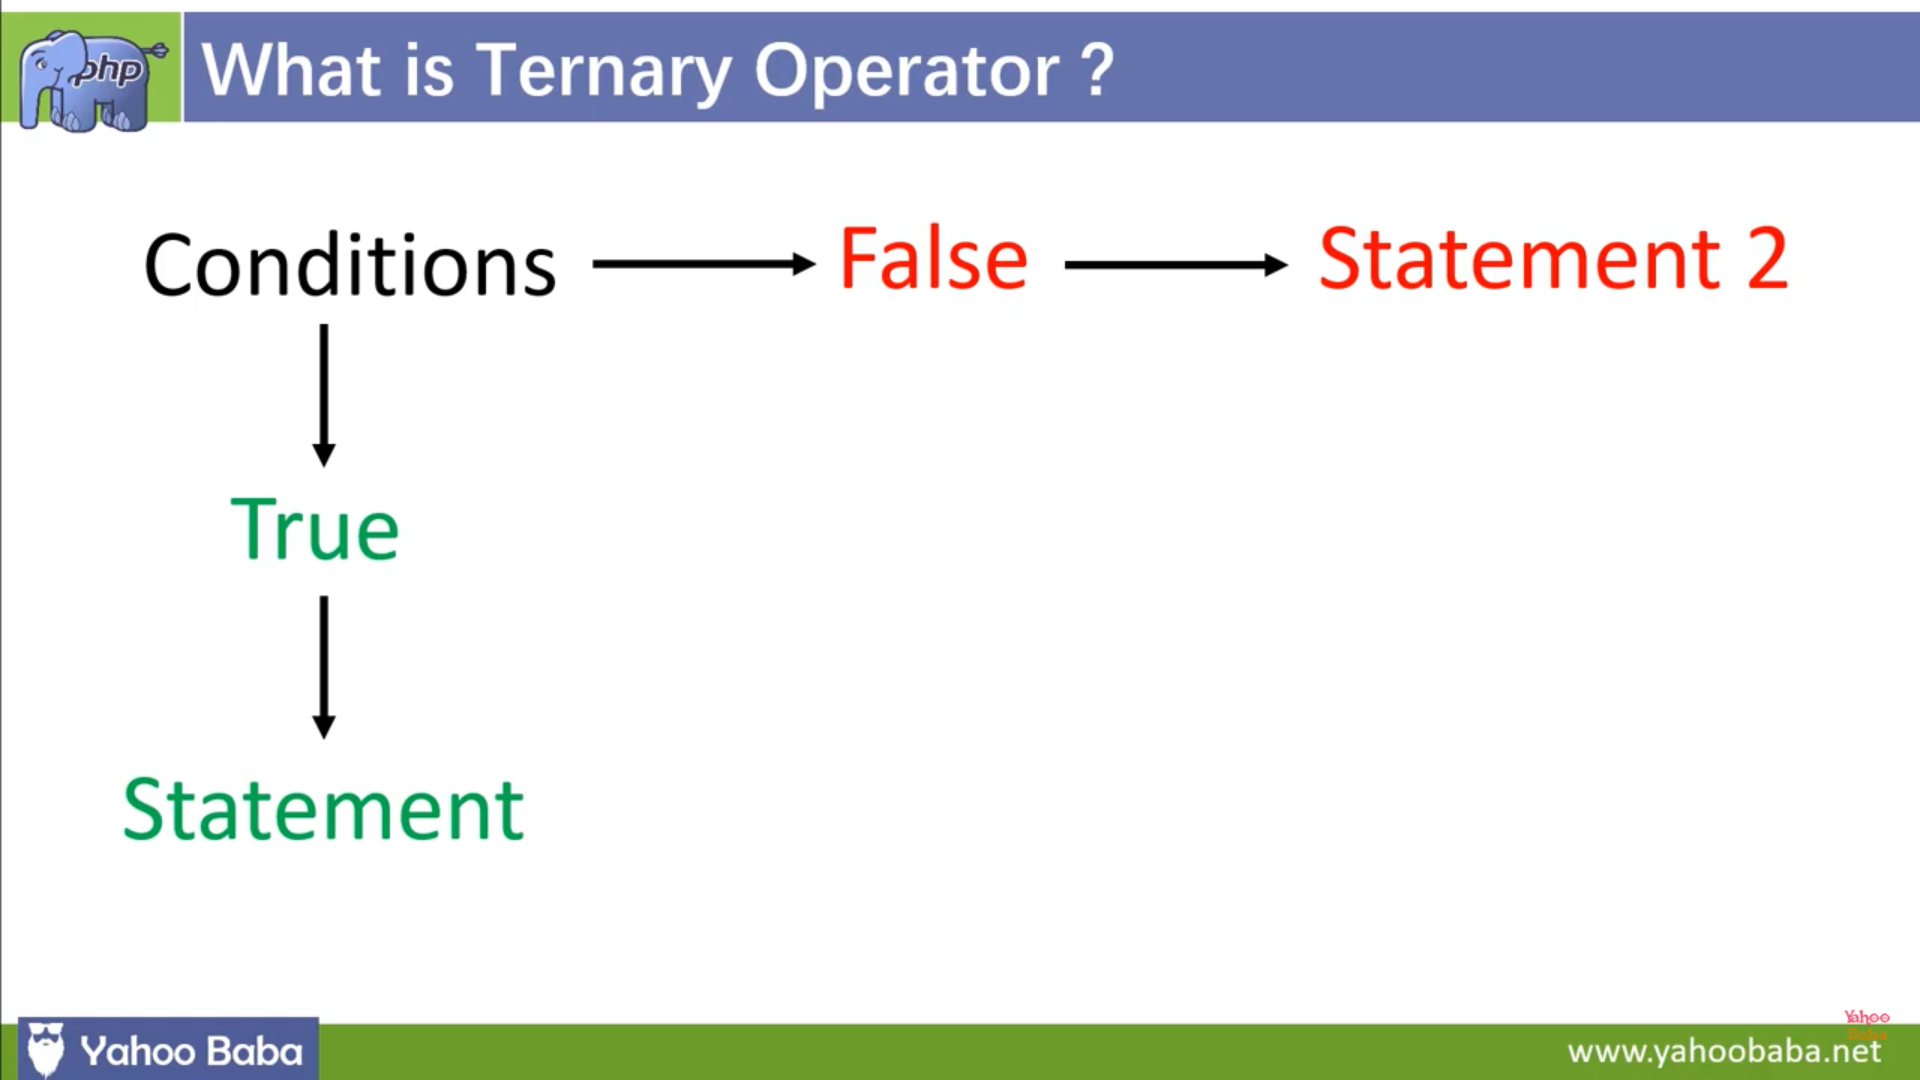 php
What is Ternary Operator ?
Conditions
False
Statement 2
True
Statement
Yahoo
Baba
Yahoo Baba
www.yahoobaba.net